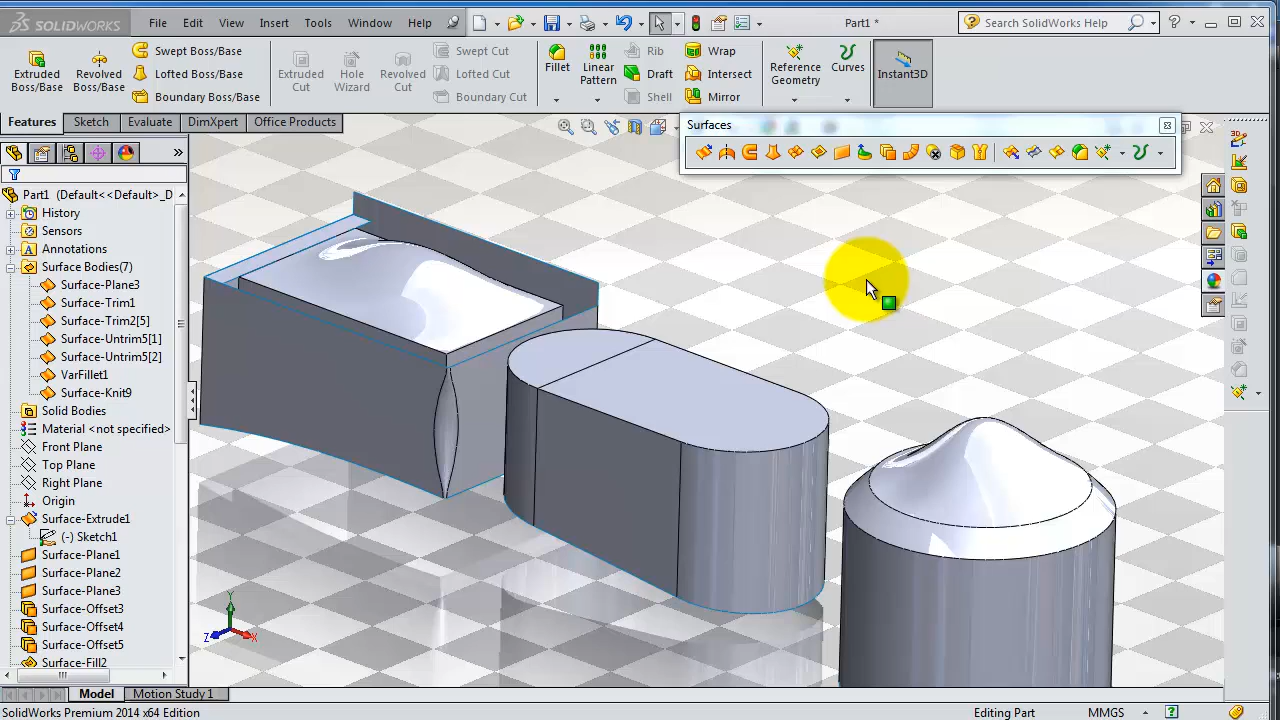 SOLIDWORKS File Edit View Insert Tools Window Help Part1 * Search SolidWorks Help
Extruded Boss/Base
Revolved Boss/Base
Swept Boss/Base
Lofted Boss/Base
Boundary Boss/Base
Extruded Cut
Hole Wizard
Revolved Cut
Swept Cut
Lofted Cut
Boundary Cut
Fillet
Linear Pattern
Rib
Draft
Shell
Wrap
Intersect
Mirror
Reference Geometry
Curves
Instant3D
Features Sketch Evaluate DimXpert Office Products
Surfaces
Part1 (Default<<Default>_D
History
Sensors
Annotations
Surface Bodies(7)
Surface-Plane3
Surface-Trim1
Surface-Trim2[5]
Surface-Untrim5[1]
Surface-Untrim5[2]
VarFillet1
Surface-Knit9
Solid Bodies
Material <not specified>
Front Plane
Top Plane
Right Plane
Origin
Surface-Extrude1
(-) Sketch1
Surface-Plane1
Surface-Plane2
Surface-Plane3
Surface-Offset3
Surface-Offset4
Surface-Offset5
Surface-Fill2
Y
Z X
Model Motion Study 1
SolidWorks Premium 2014 x64 Edition Editing Part MMGS